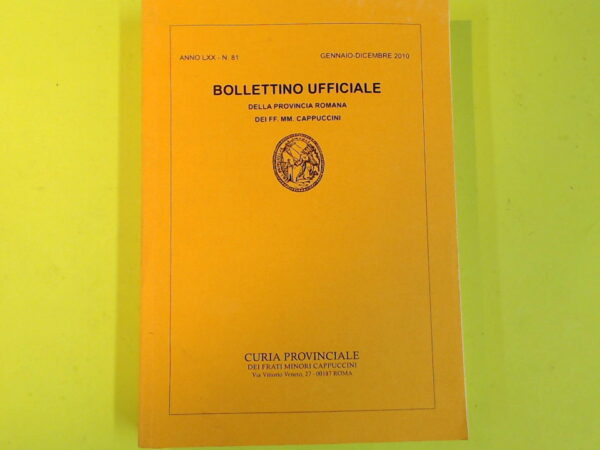 ANNO LXX - N. 81
GENNAIO-DICEMBRE 2010
BOLLETTINO UFFICIALE
DELLA PROVINCIA ROMANA
DEI FF. MM. CAPPUCCINI
CURIA PROVINCIALE
DEI FRATI MINORI CAPPUCCINI
Via Vittorio Veneto, 27 - 00187 ROMA